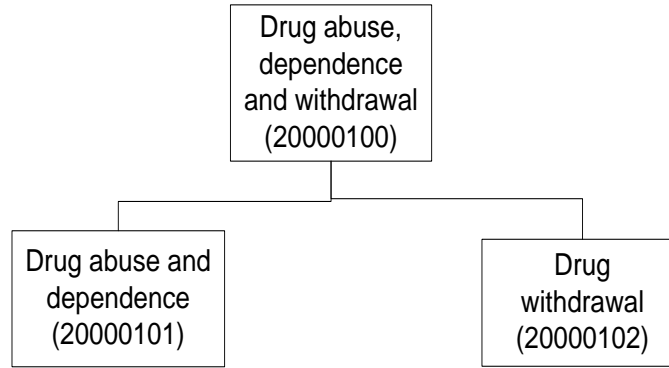 Drug abuse,
dependence
and withdrawal
(20000100)
Drug abuse and
dependence
(20000101)
Drug
withdrawal
(20000102)